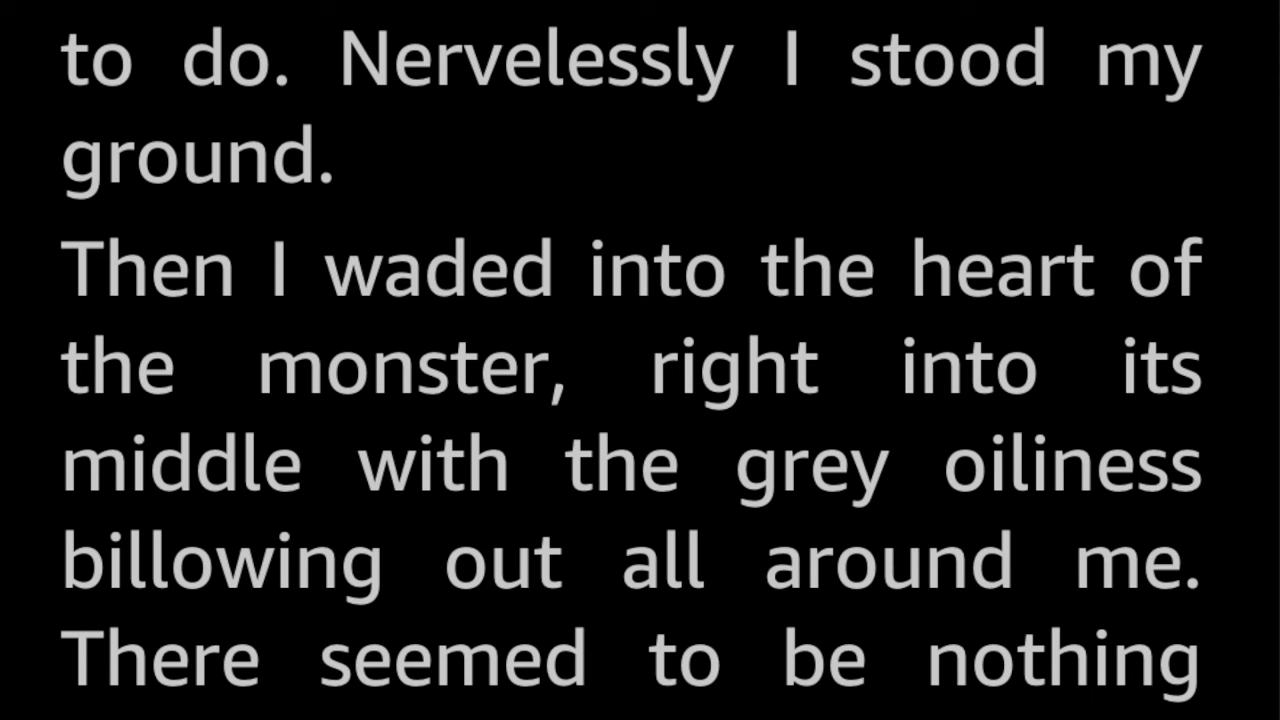 to do. Nervelessly I stood my
ground.
Then I waded into the heart of
the monster, right into its
middle with the grey oiliness
billowing out all around me.
There seemed to be nothing